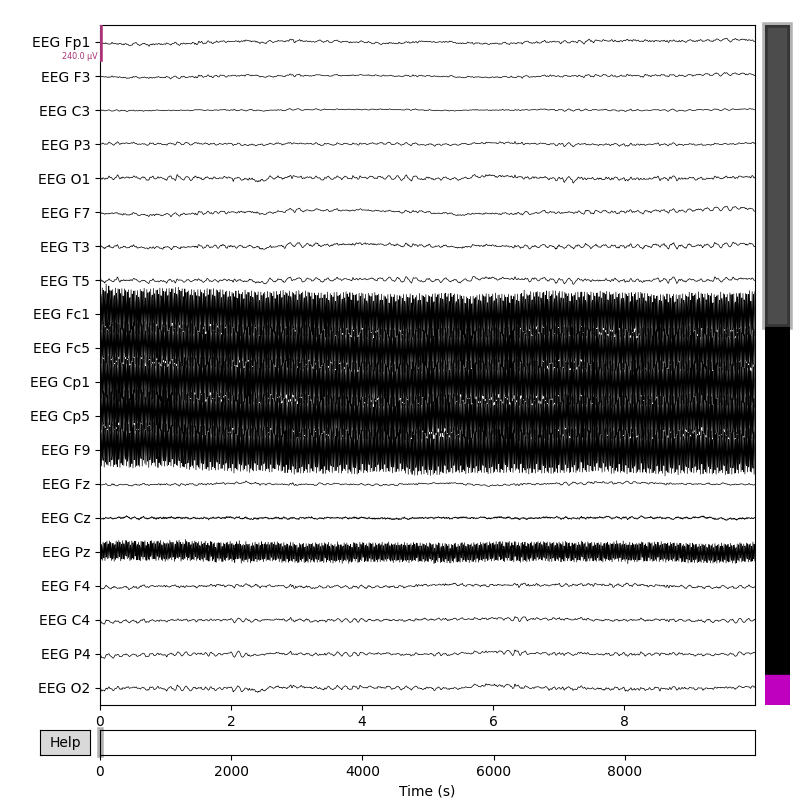 EEG Fp1
240.0 µV
EEG F3
EEG C3
EEG P3
EEG O1
EEG F7
EEG T3
EEG T5
EEG Fc1
EEG Fc5
EEG Cp1
EEG Cp5
EEG F9
EEG Fz
EEG Cz
EEG Pz
EEG F4
EEG C4
EEG P4
EEG O2
0 2 4 6 8
Help
0 2000 4000 6000 8000
Time (s)